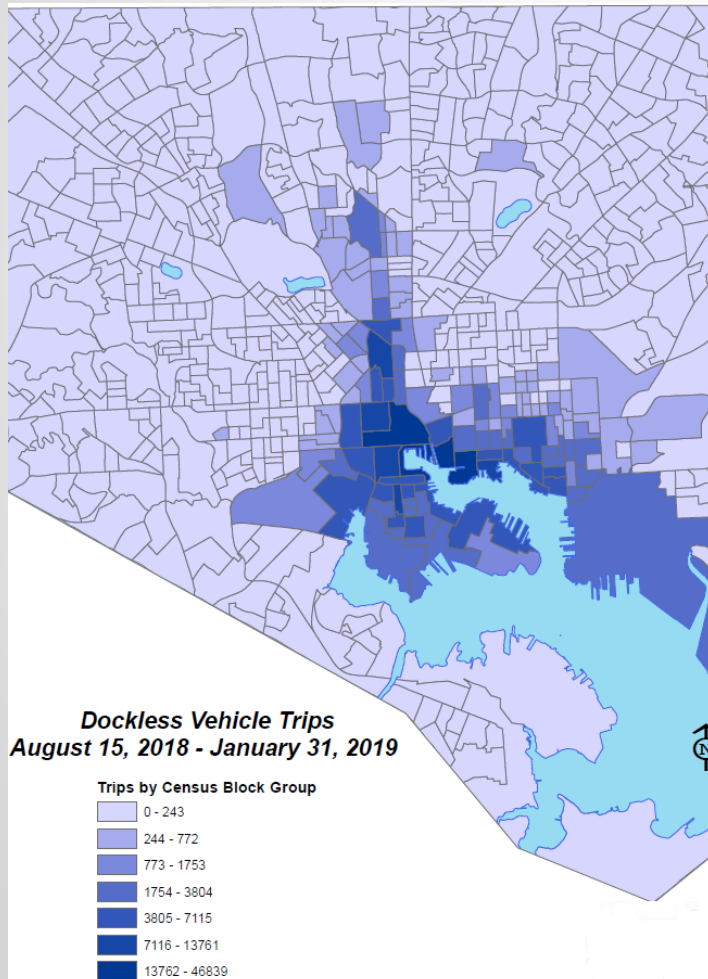 N
Dockless Vehicle Trips
August 15, 2018 - January 31, 2019
Trips by Census Block Group
0 - 243
244 - 772
773 - 1753
1754 - 3804
3805 - 7115
7116 - 13761
13762 - 46839